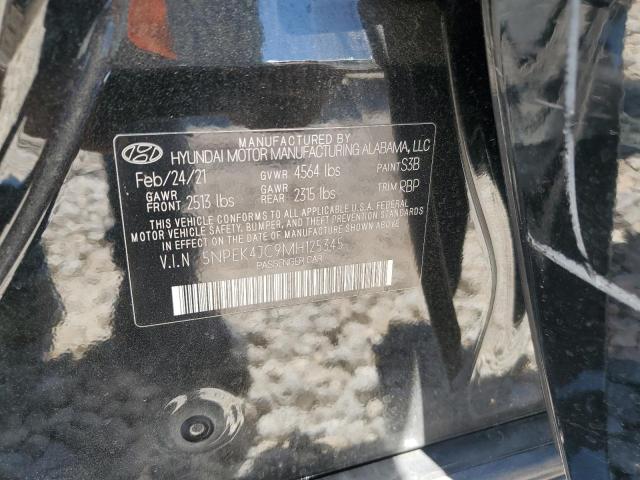 MANUFACTURED BY
HYUNDAI MOTOR MANUFACTURING ALABAMA, LLC
Feb/24/21 GVWR 4564 lbs PAINT S3B
GAWR FRONT 2513 lbs GAWR REAR 2315 lbs TRIM RBP
THIS VEHICLE CONFORMS TO ALL APPLICABLE U.S.A. FEDERAL
MOTOR VEHICLE SAFETY, BUMPER, AND THEFT PREVENTION STANDARDS
IN EFFECT ON THE DATE OF MANUFACTURE SHOWN ABOVE.
V.I.N 5NPEK4JC9MH125345
PASSENGER CAR